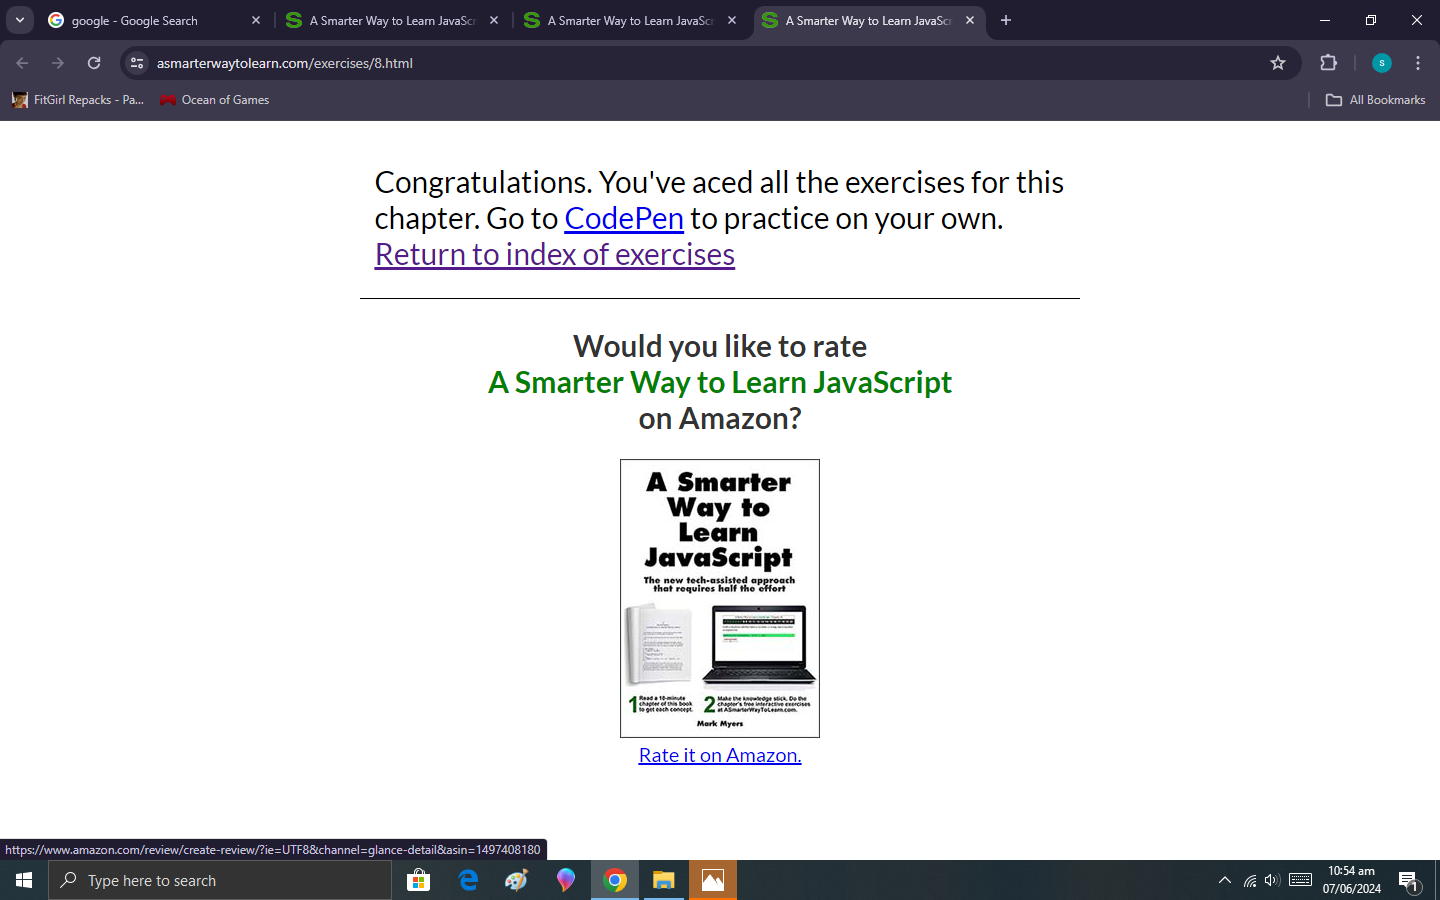 google - Google Search
A Smarter Way to Learn JavaSc
A Smarter Way to Learn JavaSc
A Smarter Way to Learn JavaSc
asmarterwaytolearn.com/exercises/8.html
s
FitGirl Repacks - Pa...
Ocean of Games
All Bookmarks
Congratulations. You've aced all the exercises for this
chapter. Go to CodePen to practice on your own.
Return to index of exercises
Would you like to rate
A Smarter Way to Learn JavaScript
on Amazon?
A Smarter
Way to
Learn
JavaScript
The new tech-assisted approach
that requires half the effort
1 Read a 10-minute
chapter of this book
to get each concept.
2 Make the knowledge stick. Do the
chapter's free interactive exercises
at ASmarterWayToLearn.com.
Mark Myers
Rate it on Amazon.
https://www.amazon.com/review/create-review/?ie=UTF8&channel=glance-detail&asin=1497408180
Type here to search
10:54 am
07/06/2024
1